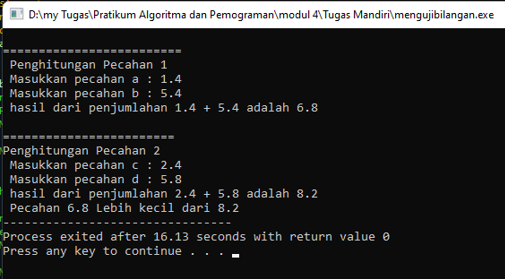 D:\my Tugas\Pratikum Algoritma dan Pemograman\modul 4\Tugas Mandiri\mengujibilangan.exe
=========================
Penghitungan Pecahan 1
Masukkan pecahan a : 1.4
Masukkan pecahan b : 5.4
hasil dari penjumlahan 1.4 + 5.4 adalah 6.8
========================
Penghitungan Pecahan 2
Masukkan pecahan c : 2.4
Masukkan pecahan d : 5.8
hasil dari penjumlahan 2.4 + 5.8 adalah 8.2
Pecahan 6.8 Lebih kecil dari 8.2
--------------------------------
Process exited after 16.13 seconds with return value 0
Press any key to continue . . .